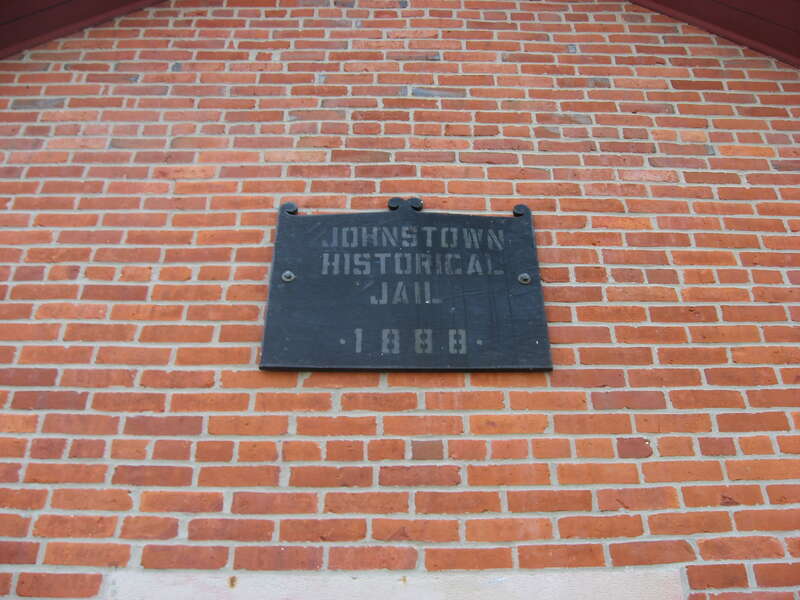 JOHNSTOWN
HISTORICAL
JAIL
· 1888 ·